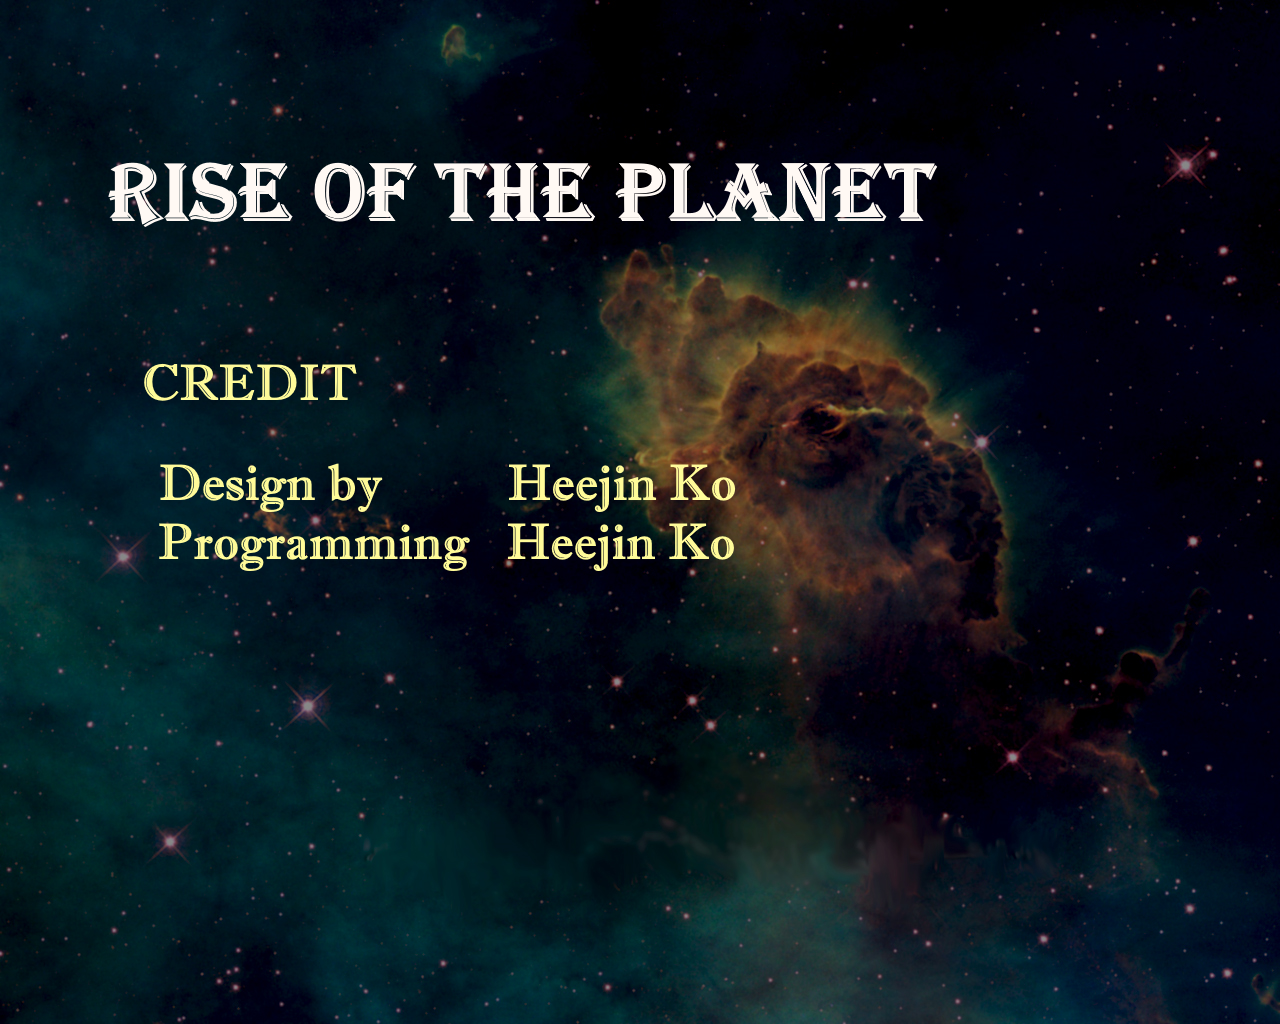 RISE OF THE PLANET
CREDIT
Design by Heejin Ko
Programming Heejin Ko